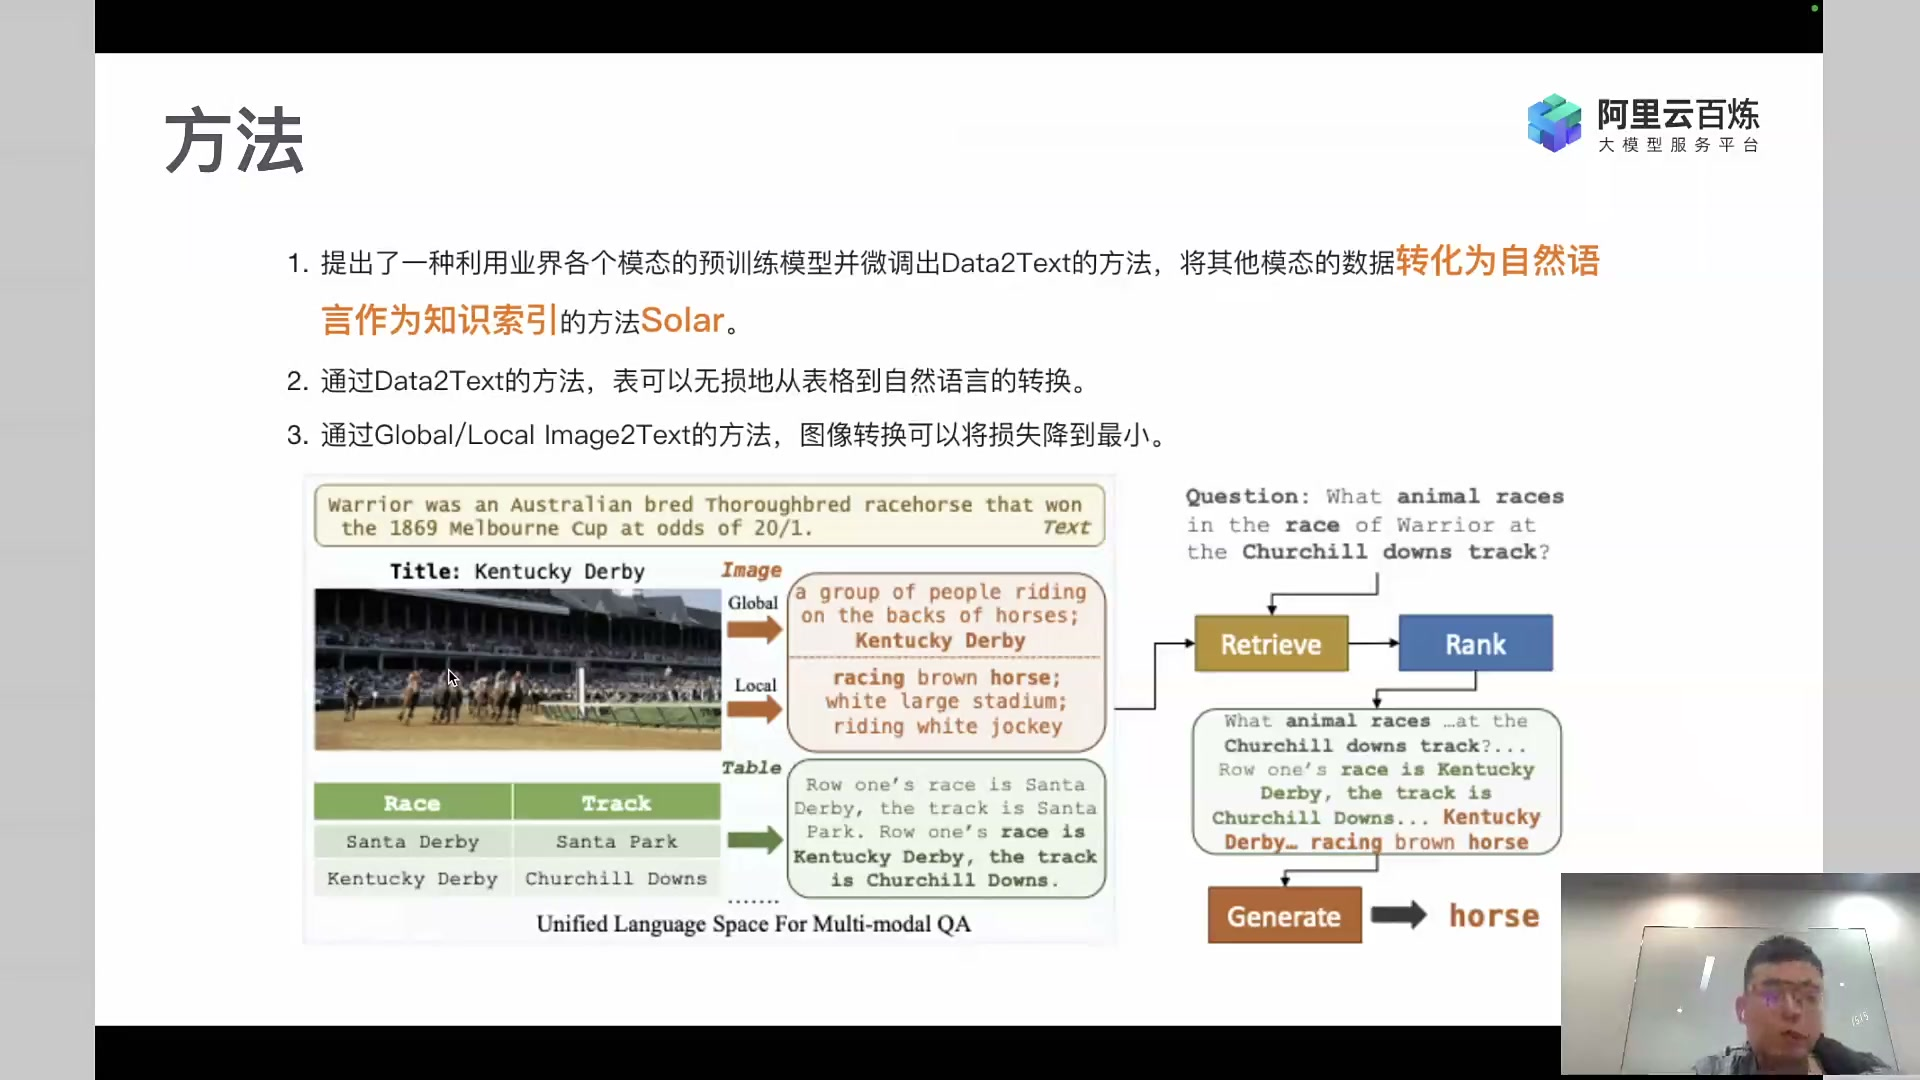 方法
阿里云百炼
大模型服务平台
1. 提出了一种利用业界各个模态的预训练模型并微调出Data2Text的方法，将其他模态的数据转化为自然语
言作为知识索引的方法Solar。
2. 通过Data2Text的方法，表可以无损地从表格到自然语言的转换。
3. 通过Global/Local Image2Text的方法，图像转换可以将损失降到最小。
Warrior was an Australian bred Thoroughbred racehorse that won
the 1869 Melbourne Cup at odds of 20/1.
Text
Title: Kentucky Derby
Image
Global
a group of people riding
on the backs of horses;
Kentucky Derby
Local
racing brown horse;
white large stadium;
riding white jockey
Table
Race Track
Santa Derby Santa Park
Kentucky Derby Churchill Downs
Row one's race is Santa
Derby, the track is Santa
Park. Row one's race is
Kentucky Derby, the track
is Churchill Downs.
.......
Unified Language Space For Multi-modal QA
Question: What animal races
in the race of Warrior at
the Churchill downs track?
Retrieve
Rank
What animal races …at the
Churchill downs track?...
Row one's race is Kentucky
Derby, the track is
Churchill Downs... Kentucky
Derby… racing brown horse
Generate
horse